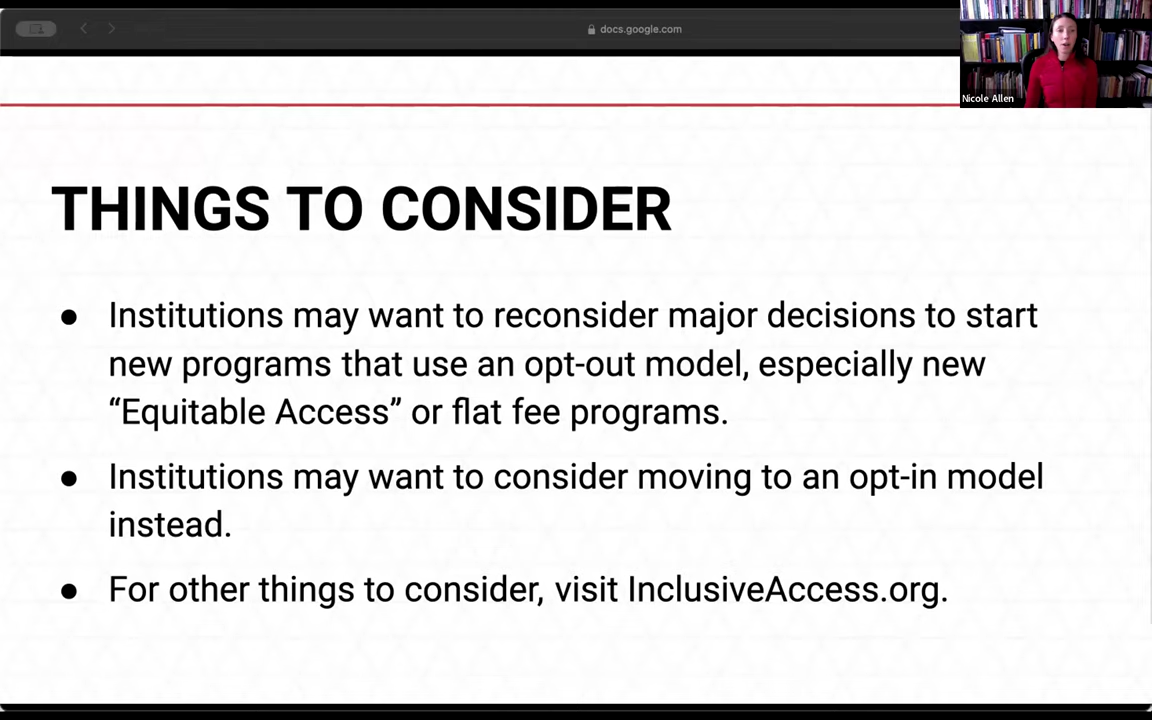 docs.google.com
Nicole Allen
THINGS TO CONSIDER
● Institutions may want to reconsider major decisions to start
new programs that use an opt-out model, especially new
“Equitable Access” or flat fee programs.
● Institutions may want to consider moving to an opt-in model
instead.
● For other things to consider, visit InclusiveAccess.org.